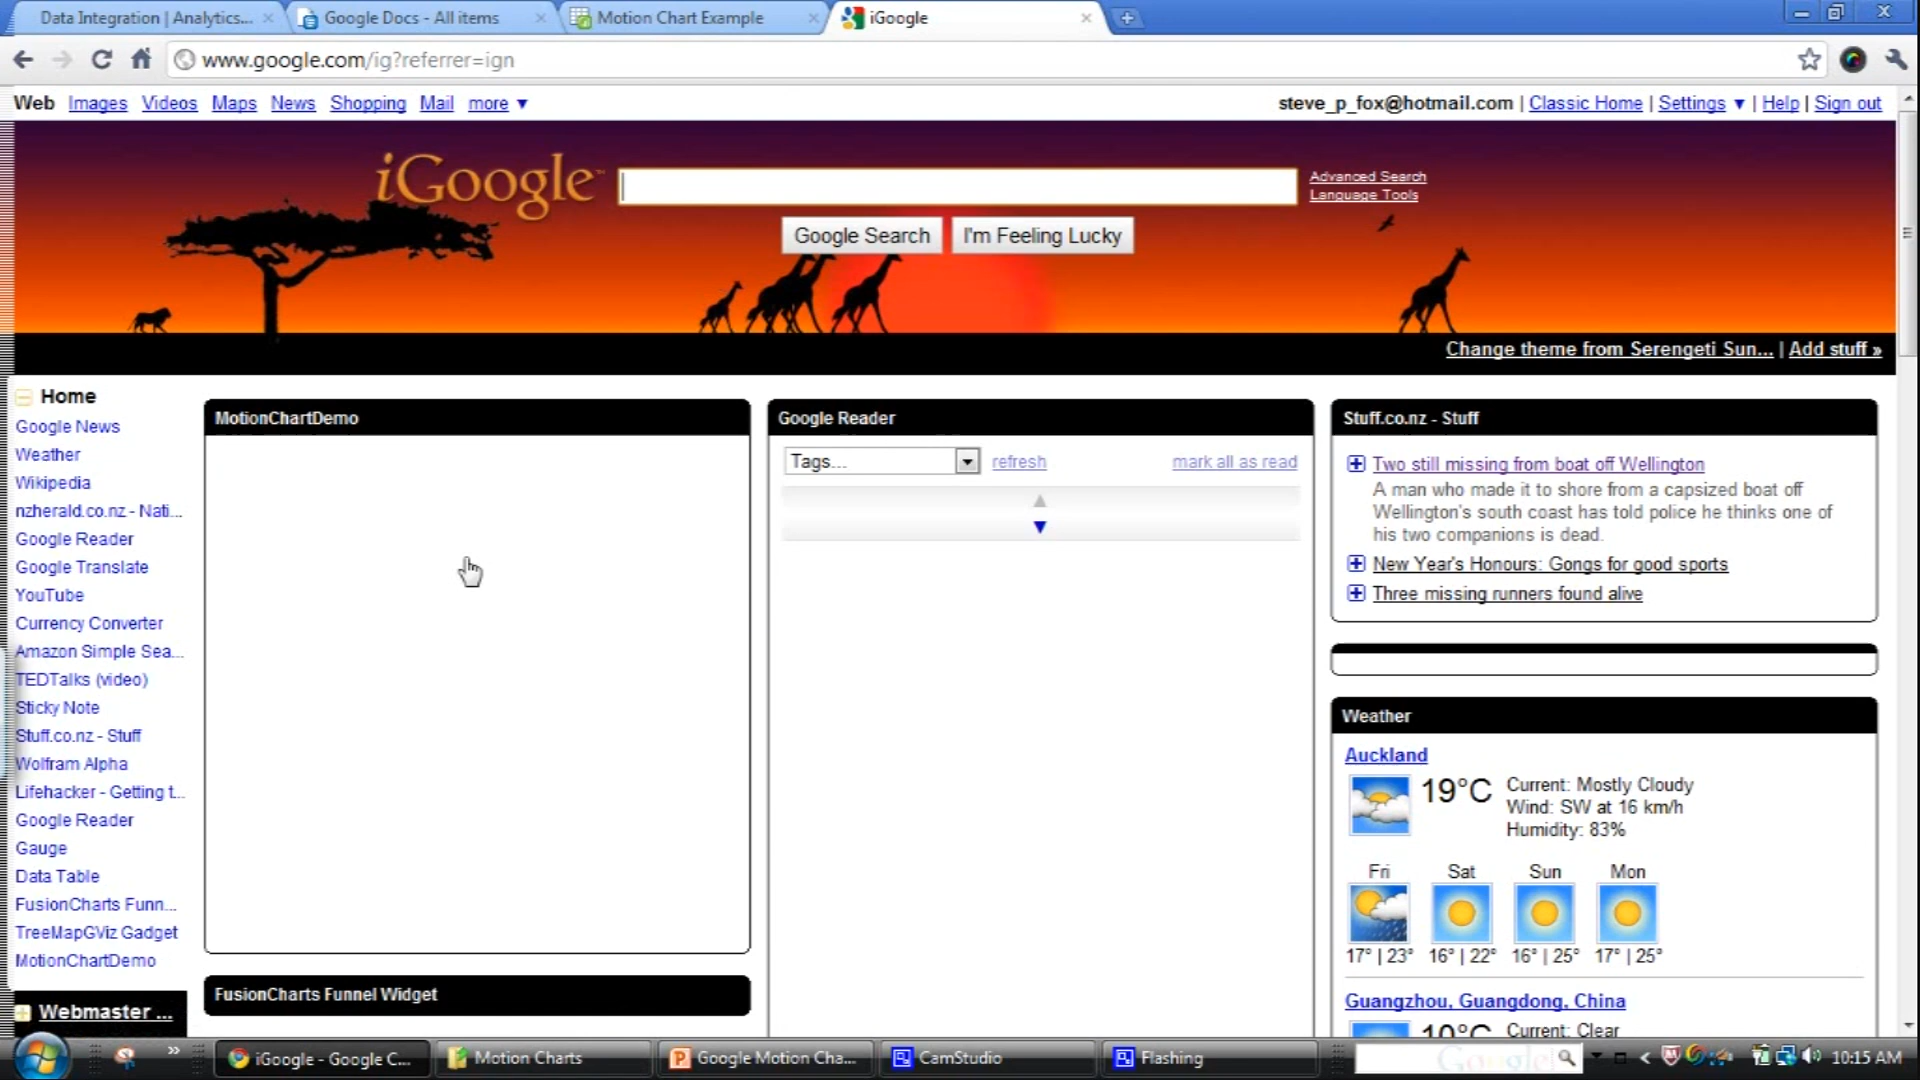 Data Integration | Analytics...
Google Docs - All items
Motion Chart Example
iGoogle
www.google.com/ig?referrer=ign
Web Images Videos Maps News Shopping Mail more ▼
steve_p_fox@hotmail.com | Classic Home | Settings ▼ | Help | Sign out
iGoogle™
Advanced Search
Language Tools
Google Search
I'm Feeling Lucky
Change theme from Serengeti Sun... | Add stuff »
Home
Google News
Weather
Wikipedia
nzherald.co.nz - Nati...
Google Reader
Google Translate
YouTube
Currency Converter
Amazon Simple Sea...
TEDTalks (video)
Sticky Note
Stuff.co.nz - Stuff
Wolfram Alpha
Lifehacker - Getting t...
Google Reader
Gauge
Data Table
FusionCharts Funn...
TreeMapGViz Gadget
MotionChartDemo
Webmaster ...
MotionChartDemo
FusionCharts Funnel Widget
Google Reader
Tags...
refresh
mark all as read
Stuff.co.nz - Stuff
Two still missing from boat off Wellington
A man who made it to shore from a capsized boat off
Wellington's south coast has told police he thinks one of
his two companions is dead.
New Year's Honours: Gongs for good sports
Three missing runners found alive
Weather
Auckland
19°C
Current: Mostly Cloudy
Wind: SW at 16 km/h
Humidity: 83%
Fri Sat Sun Mon
17° | 23° 16° | 22° 16° | 25° 17° | 25°
Guangzhou, Guangdong, China
10°C
Current: Clear
iGoogle - Google C...
Motion Charts
Google Motion Cha...
CamStudio
Flashing
Google
10:15 AM